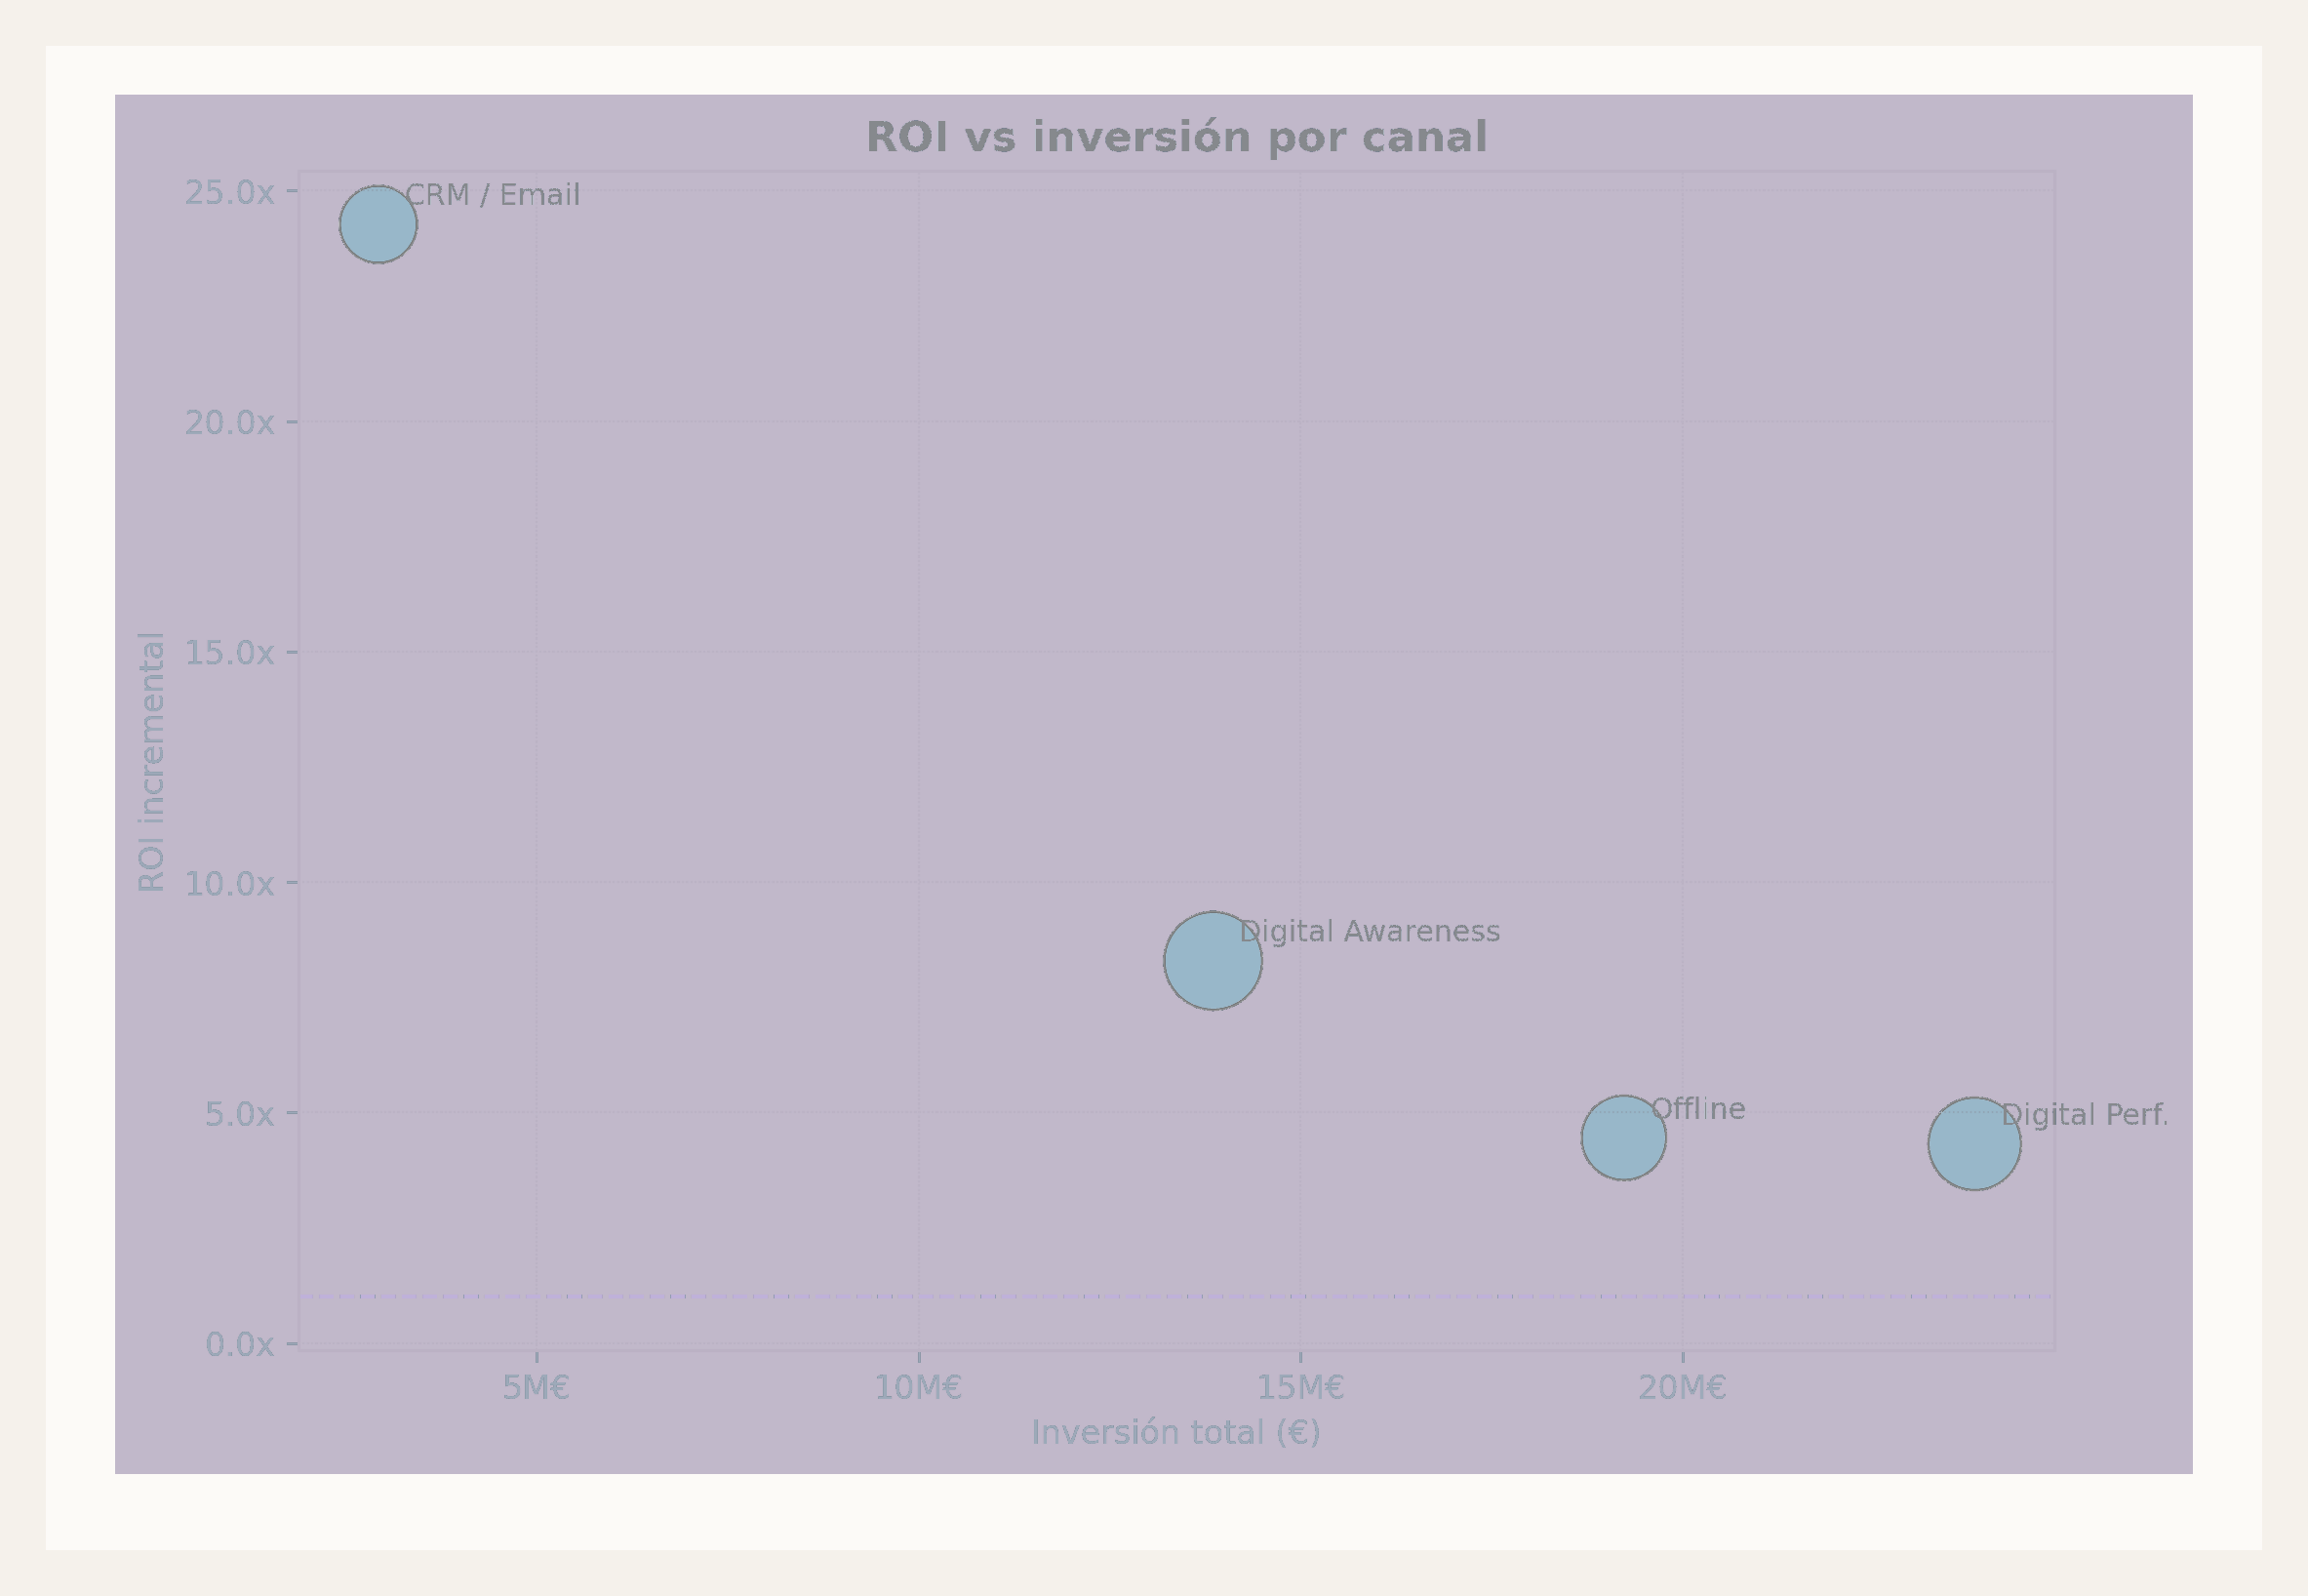 ROI vs inversión por canal
25.0x
CRM / Email
20.0x
15.0x
ROI incremental
10.0x
Digital Awareness
5.0x
Offline
Digital Perf.
0.0x
5M€ 10M€ 15M€ 20M€
Inversión total (€)